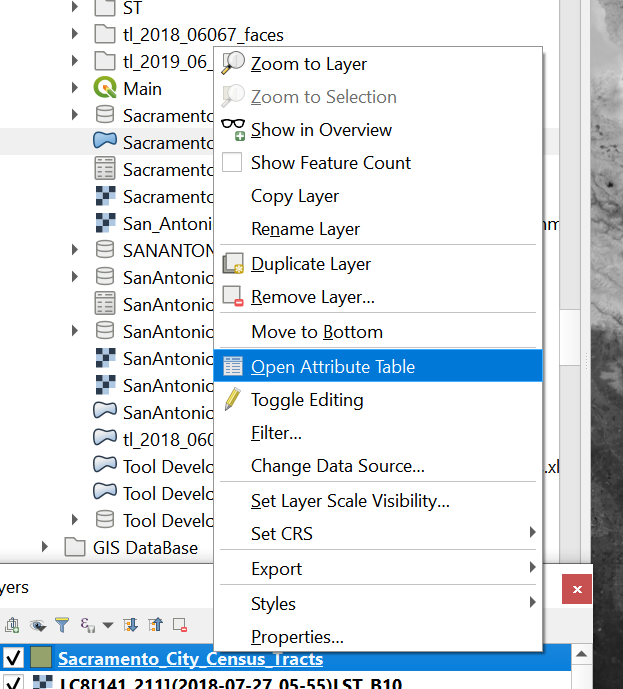 ST
tl_2018_06067_faces
tl_2019_06_
Main
Sacramento
Sacramento
Sacramento
Sacramento
San_Antonio
SANANTON
SanAntonio
SanAntonio
SanAntonio
SanAntonio
SanAntonio
SanAntonio
tl_2018_060
Tool Develo
.xl
Tool Develo
Tool Develo
GIS DataBase
Zoom to Layer
Zoom to Selection
Show in Overview
Show Feature Count
Copy Layer
Rename Layer
Duplicate Layer
Remove Layer...
Move to Bottom
Open Attribute Table
Toggle Editing
Filter...
Change Data Source...
Set Layer Scale Visibility...
Set CRS
Export
Styles
Properties...
yers
Sacramento_City_Census_Tracts
LC8[141_211](2018-07-27_05-55)LST_B10